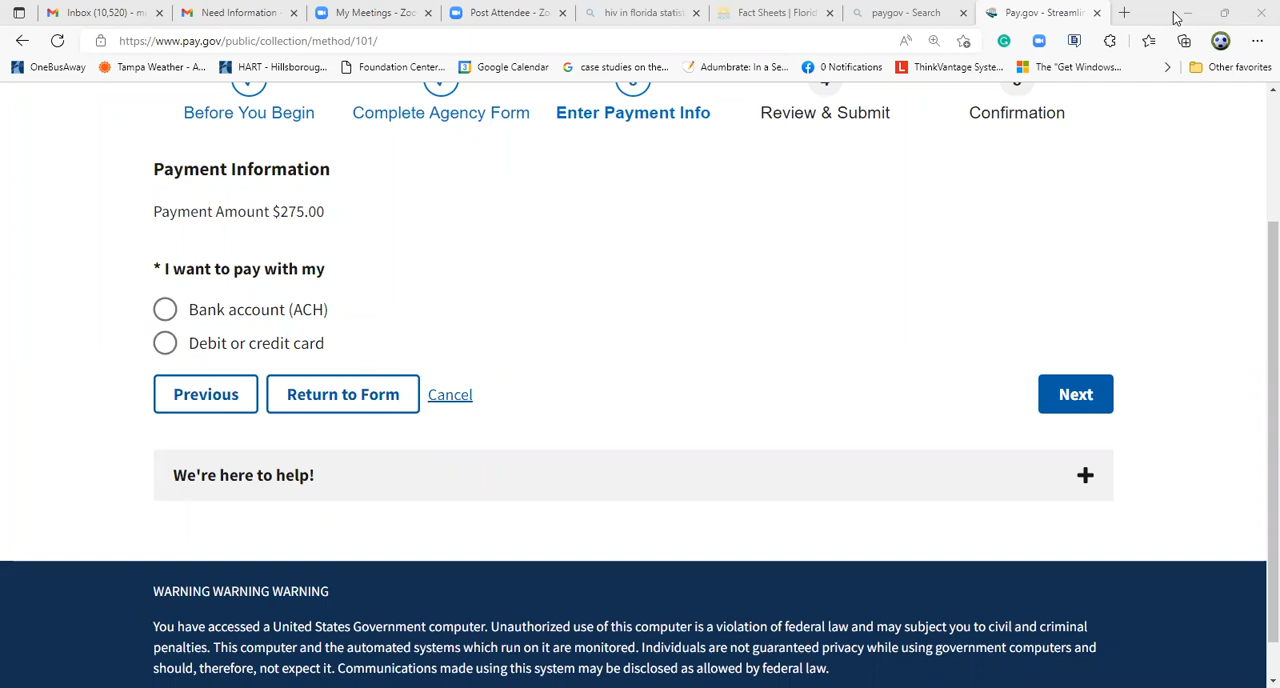 Inbox (10,520) - m
Need Information -
My Meetings - Zoo
Post Attendee - Zo
hiv in florida statis
Fact Sheets | Florid
paygov - Search
Pay.gov - Streamlin
https://www.pay.gov/public/collection/method/101/
OneBusAway
Tampa Weather - A...
HART - Hillsboroug...
Foundation Center...
Google Calendar
case studies on the...
Adumbrate: In a Se...
0 Notifications
ThinkVantage Syste...
The "Get Windows...
Other favorites
Before You Begin
Complete Agency Form
Enter Payment Info
Review & Submit
Confirmation
Payment Information
Payment Amount $275.00
* I want to pay with my
Bank account (ACH)
Debit or credit card
Previous
Return to Form
Cancel
Next
We're here to help!
WARNING WARNING WARNING
You have accessed a United States Government computer. Unauthorized use of this computer is a violation of federal law and may subject you to civil and criminal
penalties. This computer and the automated systems which run on it are monitored. Individuals are not guaranteed privacy while using government computers and
should, therefore, not expect it. Communications made using this system may be disclosed as allowed by federal law.